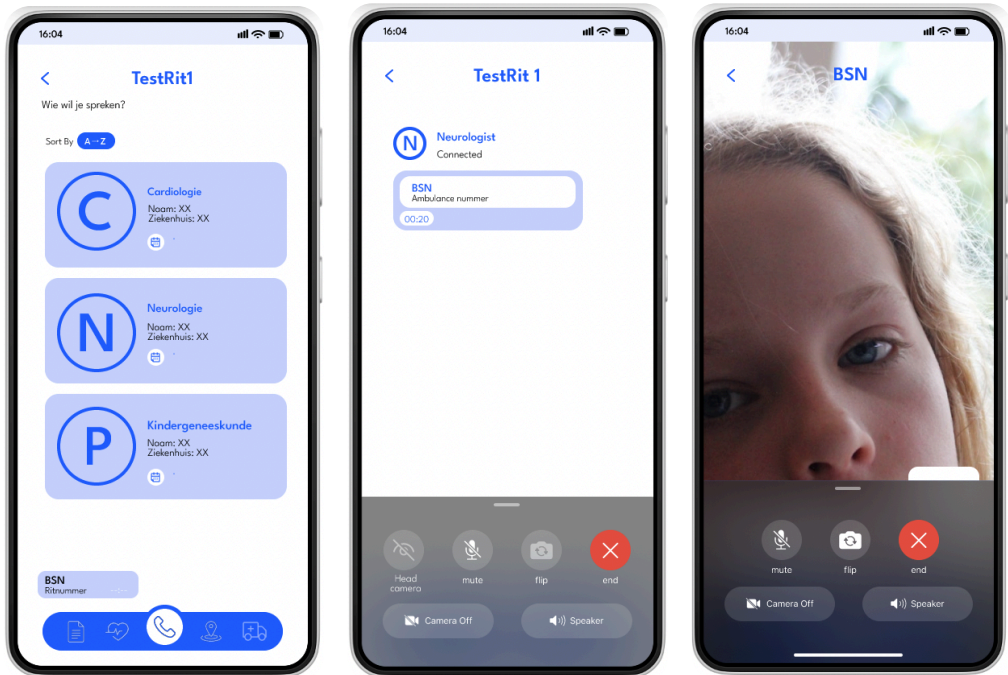 16:04
TestRit1
Wie wil je spreken?
Sort By A→Z
C
Cardiologie
Naam: XX
Ziekenhuis: XX
N
Neurologie
Naam: XX
Ziekenhuis: XX
P
Kindergeneeskunde
Naam: XX
Ziekenhuis: XX
BSN
Ritnummer
16:04
TestRit 1
N
Neurologist
Connected
BSN
Ambulance nummer
00:20
Head
camera
mute
flip
end
Camera Off
Speaker
16:04
BSN
mute
flip
end
Camera Off
Speaker